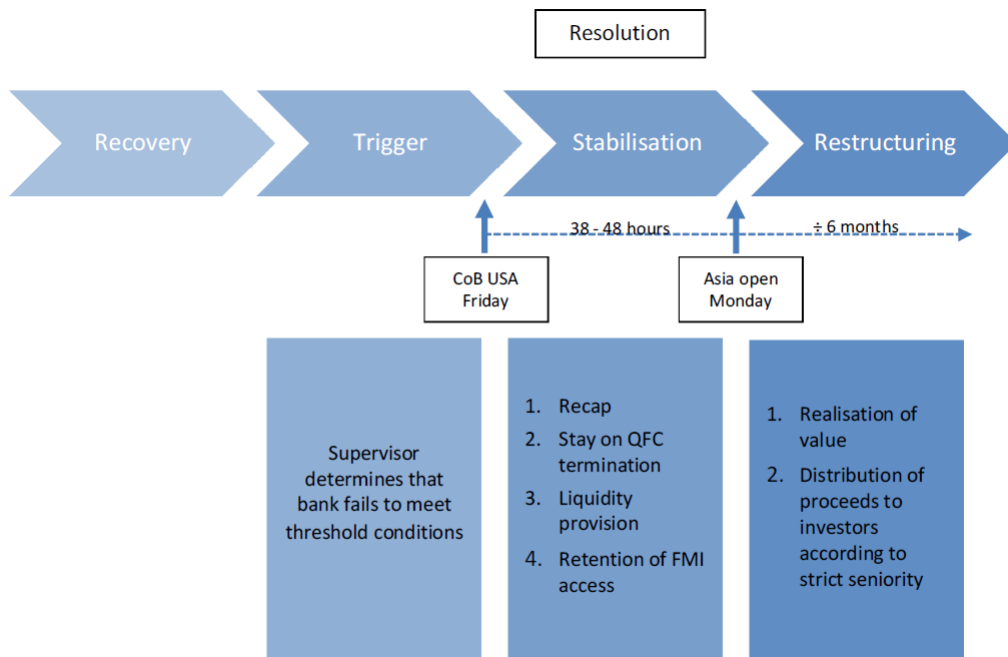 Resolution
Recovery
Trigger
Stabilisation
Restructuring
38 - 48 hours
÷ 6 months
CoB USA
Friday
Asia open
Monday
Supervisor
determines that
bank fails to meet
threshold conditions
1. Recap
2. Stay on QFC
termination
3. Liquidity
provision
4. Retention of FMI
access
1. Realisation of
value
2. Distribution of
proceeds to
investors
according to
strict seniority